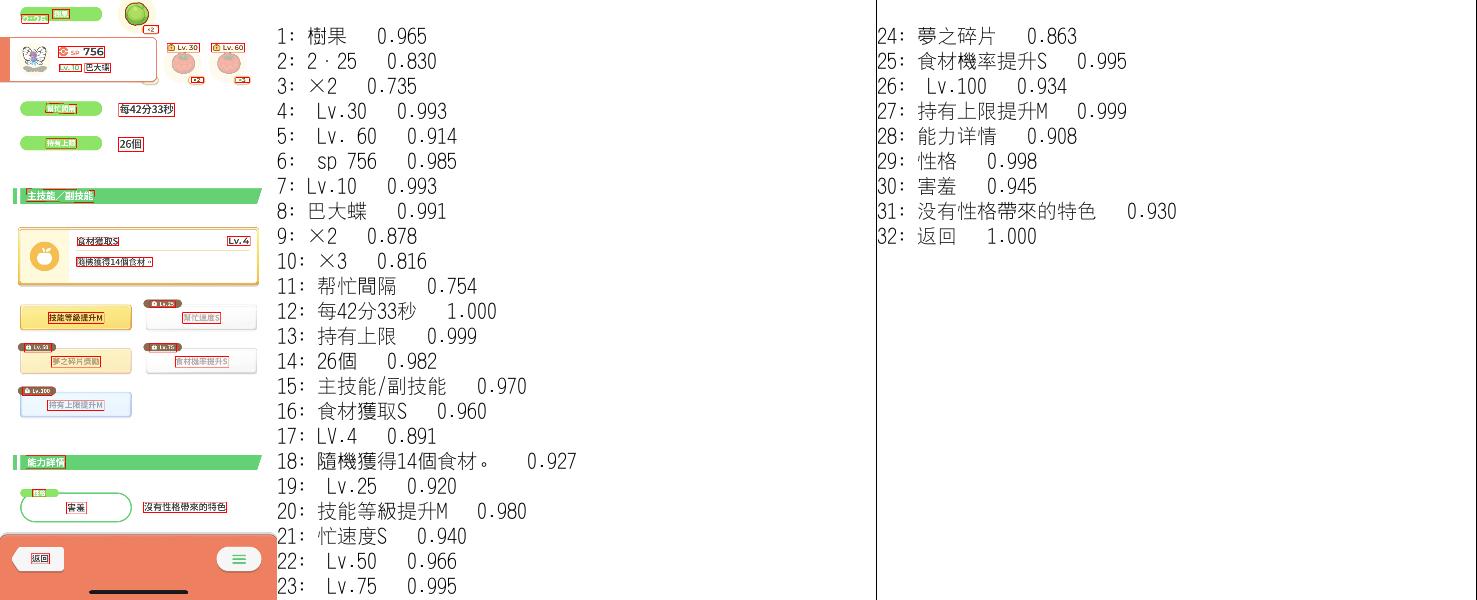 樹果
×2
SP 756
Lv.10 巴大蝶
Lv.30
Lv.60
幫忙間隔
每42分33秒
持有上限
26個
主技能／副技能
食材獲取S
Lv.4
隨機獲得14個食材。
技能等級提升M
Lv.25
幫忙速度S
Lv.50
夢之碎片獎勵
Lv.75
食材機率提升S
Lv.100
持有上限提升M
能力詳情
性格
害羞
沒有性格帶來的特色
返回
1: 樹果 0.965
2: 2‧25 0.830
3: ×2 0.735
4: Lv.30 0.993
5: Lv. 60 0.914
6: sp 756 0.985
7: Lv.10 0.993
8: 巴大蝶 0.991
9: ×2 0.878
10: ×3 0.816
11: 帮忙間隔 0.754
12: 每42分33秒 1.000
13: 持有上限 0.999
14: 26個 0.982
15: 主技能/副技能 0.970
16: 食材獲取S 0.960
17: LV.4 0.891
18: 隨機獲得14個食材。 0.927
19: Lv.25 0.920
20: 技能等級提升M 0.980
21: 忙速度S 0.940
22: Lv.50 0.966
23: Lv.75 0.995
24: 夢之碎片 0.863
25: 食材機率提升S 0.995
26: Lv.100 0.934
27: 持有上限提升M 0.999
28: 能力详情 0.908
29: 性格 0.998
30: 害羞 0.945
31: 没有性格帶來的特色 0.930
32: 返回 1.000